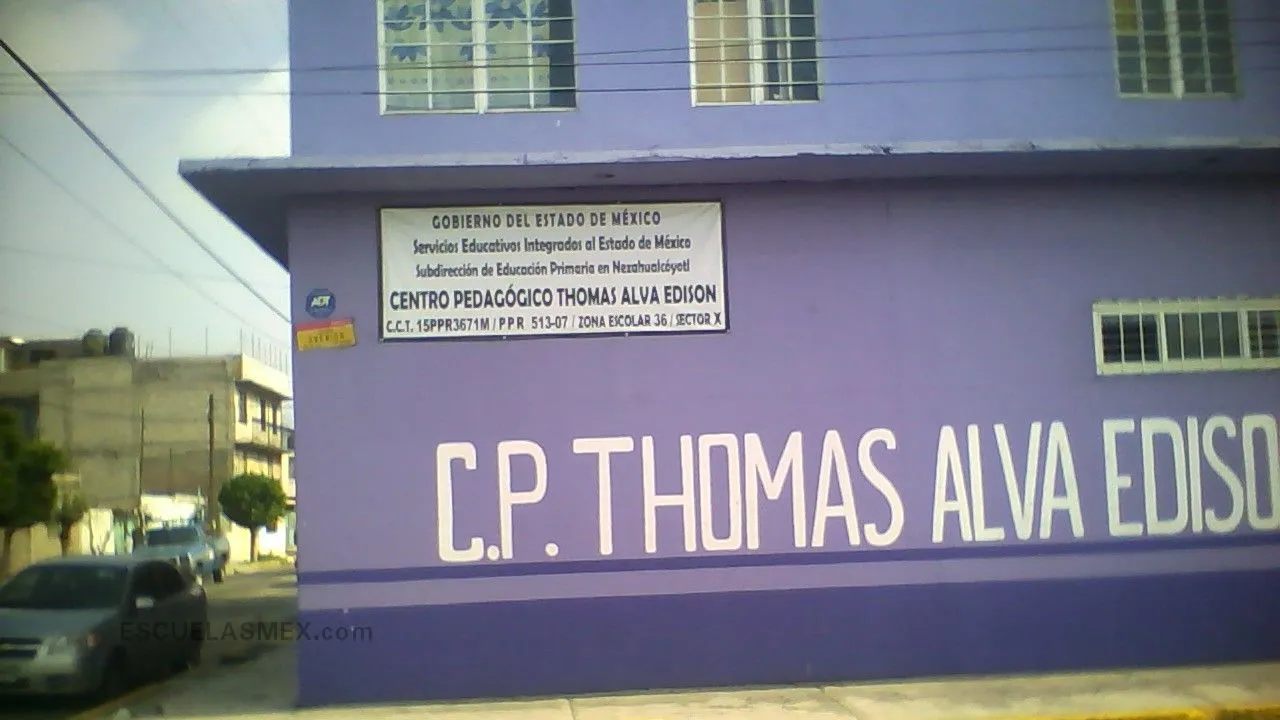 GOBIERNO DEL ESTADO DE MÉXICO
Servicios Educativos Integrados al Estado de México
Subdirección de Educación Primaria en Nezahualcóyotl
CENTRO PEDAGÓGICO THOMAS ALVA EDISON
C.C.T. 15PPR3671M / P P R 513-07 / ZONA ESCOLAR 36 / SECTOR X
ADT
C.P. THOMAS ALVA EDISO
ESCUELASMEX.com